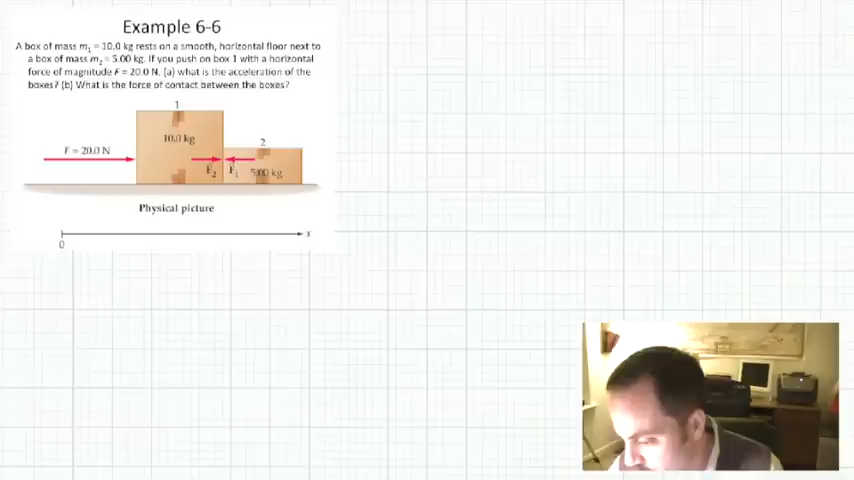 Example 6-6
A box of mass m₁ = 10.0 kg rests on a smooth, horizontal floor next to
a box of mass m₂ = 5.00 kg. If you push on box 1 with a horizontal
force of magnitude F = 20.0 N. (a) what is the acceleration of the
boxes? (b) What is the force of contact between the boxes?
1
10.0 kg
2
F = 20.0 N
F₂ F₁ 5.00 kg
Physical picture
x
0